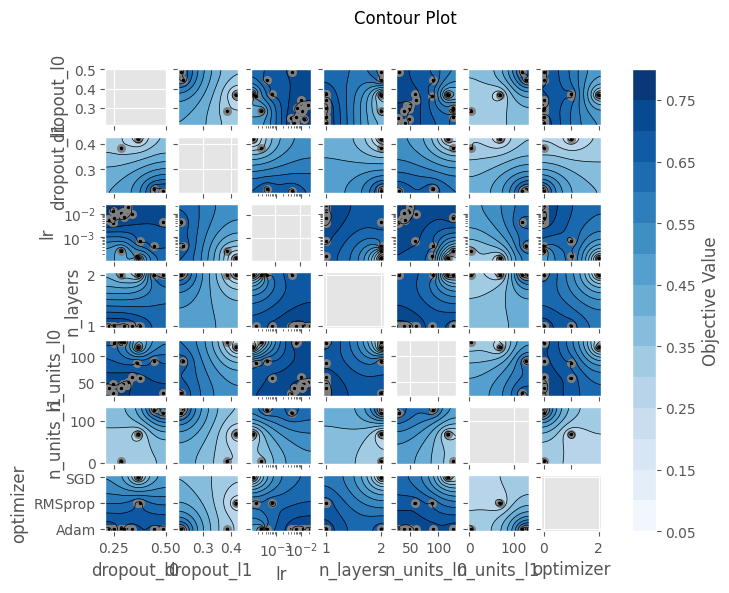 Contour Plot
dropout_l0
0.5
0.4
0.3
dropout_l1
0.4
0.3
lr
10⁻²
10⁻³
n_layers
2
1
n_units_l0
100
50
n_units_l1
100
0
optimizer
SGD
RMSprop
Adam
0.25 0.50 0.3 0.4 10⁻³ 10⁻² 1 2 50 100 0 100 0 2
dropout_l0 dropout_l1 lr n_layers n_units_l0 n_units_l1 optimizer
0.75
0.65
0.55
0.45
0.35
0.25
0.15
0.05
Objective Value